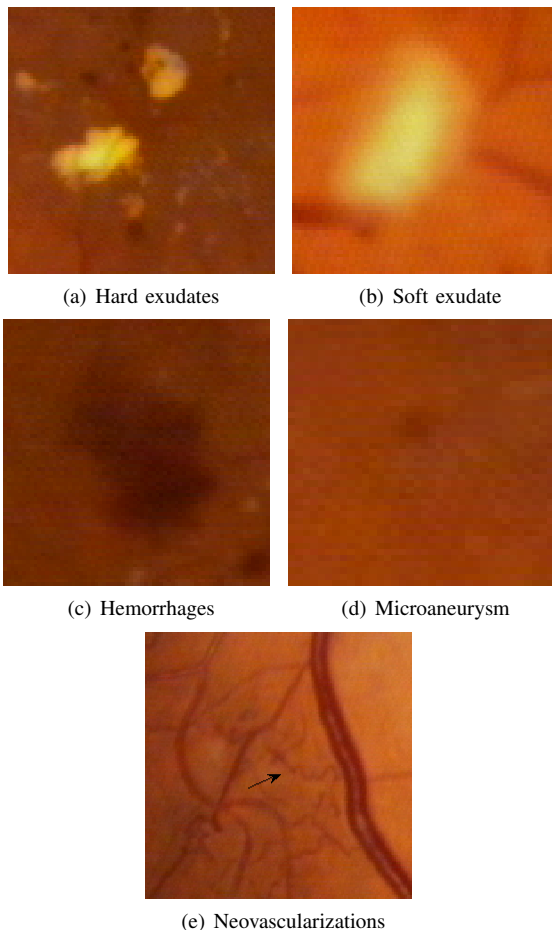 (a) Hard exudates
(b) Soft exudate
(c) Hemorrhages
(d) Microaneurysm
(e) Neovascularizations